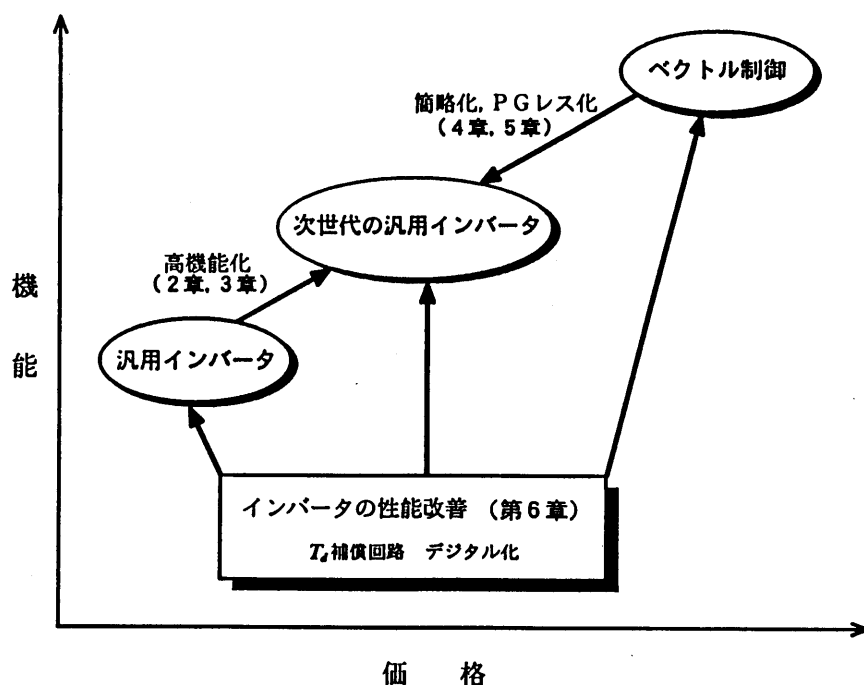 ベクトル制御
簡略化, PGレス化
(4章, 5章)
次世代の汎用インバータ
高機能化
(2章, 3章)
機能
汎用インバータ
インバータの性能改善 (第6章)
Td補償回路 デジタル化
価格